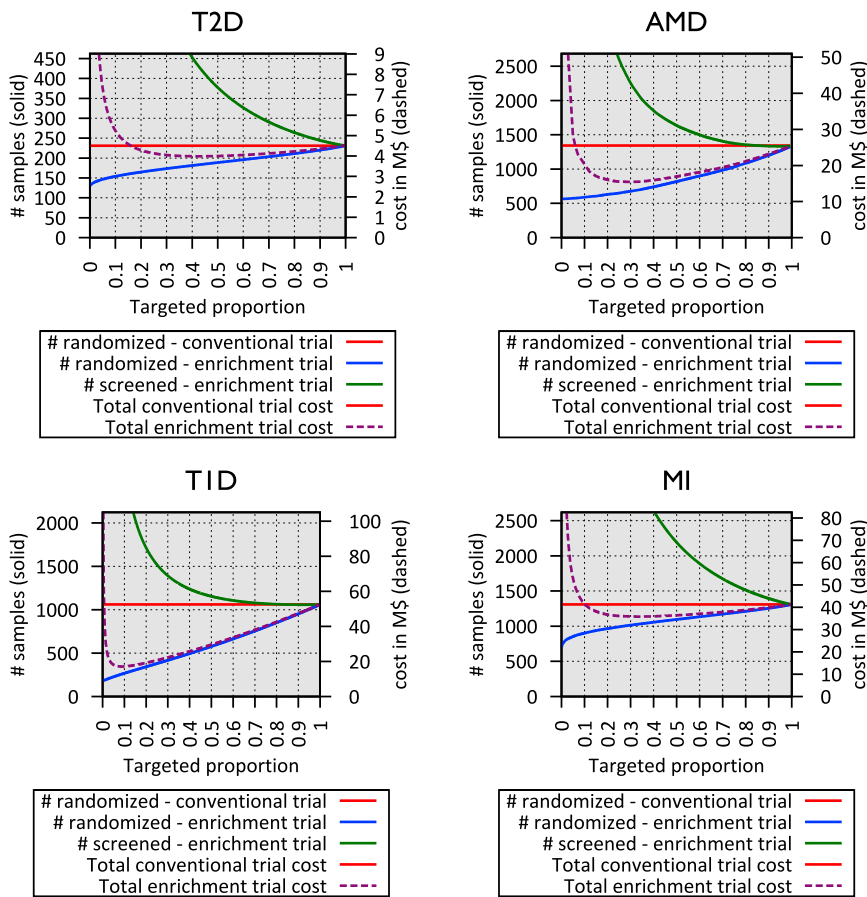 T2D
# samples (solid)
450
400
350
300
250
200
150
100
50
0
9
8
7
6
5
4
3
2
1
0
cost in M$ (dashed)
0 0.1 0.2 0.3 0.4 0.5 0.6 0.7 0.8 0.9 1
Targeted proportion
# randomized - conventional trial
# randomized - enrichment trial
# screened - enrichment trial
Total conventional trial cost
Total enrichment trial cost
AMD
# samples (solid)
2500
2000
1500
1000
500
0
50
40
30
20
10
0
cost in M$ (dashed)
0 0.1 0.2 0.3 0.4 0.5 0.6 0.7 0.8 0.9 1
Targeted proportion
# randomized - conventional trial
# randomized - enrichment trial
# screened - enrichment trial
Total conventional trial cost
Total enrichment trial cost
T1D
# samples (solid)
2000
1500
1000
500
0
100
80
60
40
20
0
cost in M$ (dashed)
0 0.1 0.2 0.3 0.4 0.5 0.6 0.7 0.8 0.9 1
Targeted proportion
# randomized - conventional trial
# randomized - enrichment trial
# screened - enrichment trial
Total conventional trial cost
Total enrichment trial cost
MI
# samples (solid)
2500
2000
1500
1000
500
0
80
70
60
50
40
30
20
10
0
cost in M$ (dashed)
0 0.1 0.2 0.3 0.4 0.5 0.6 0.7 0.8 0.9 1
Targeted proportion
# randomized - conventional trial
# randomized - enrichment trial
# screened - enrichment trial
Total conventional trial cost
Total enrichment trial cost